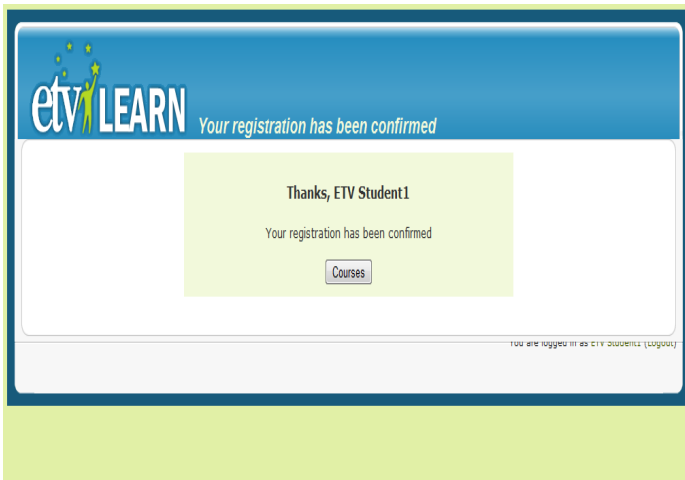 etv LEARN Your registration has been confirmed
Thanks, ETV Student1
Your registration has been confirmed
Courses
You are logged in as ETV Student1 (Logout)